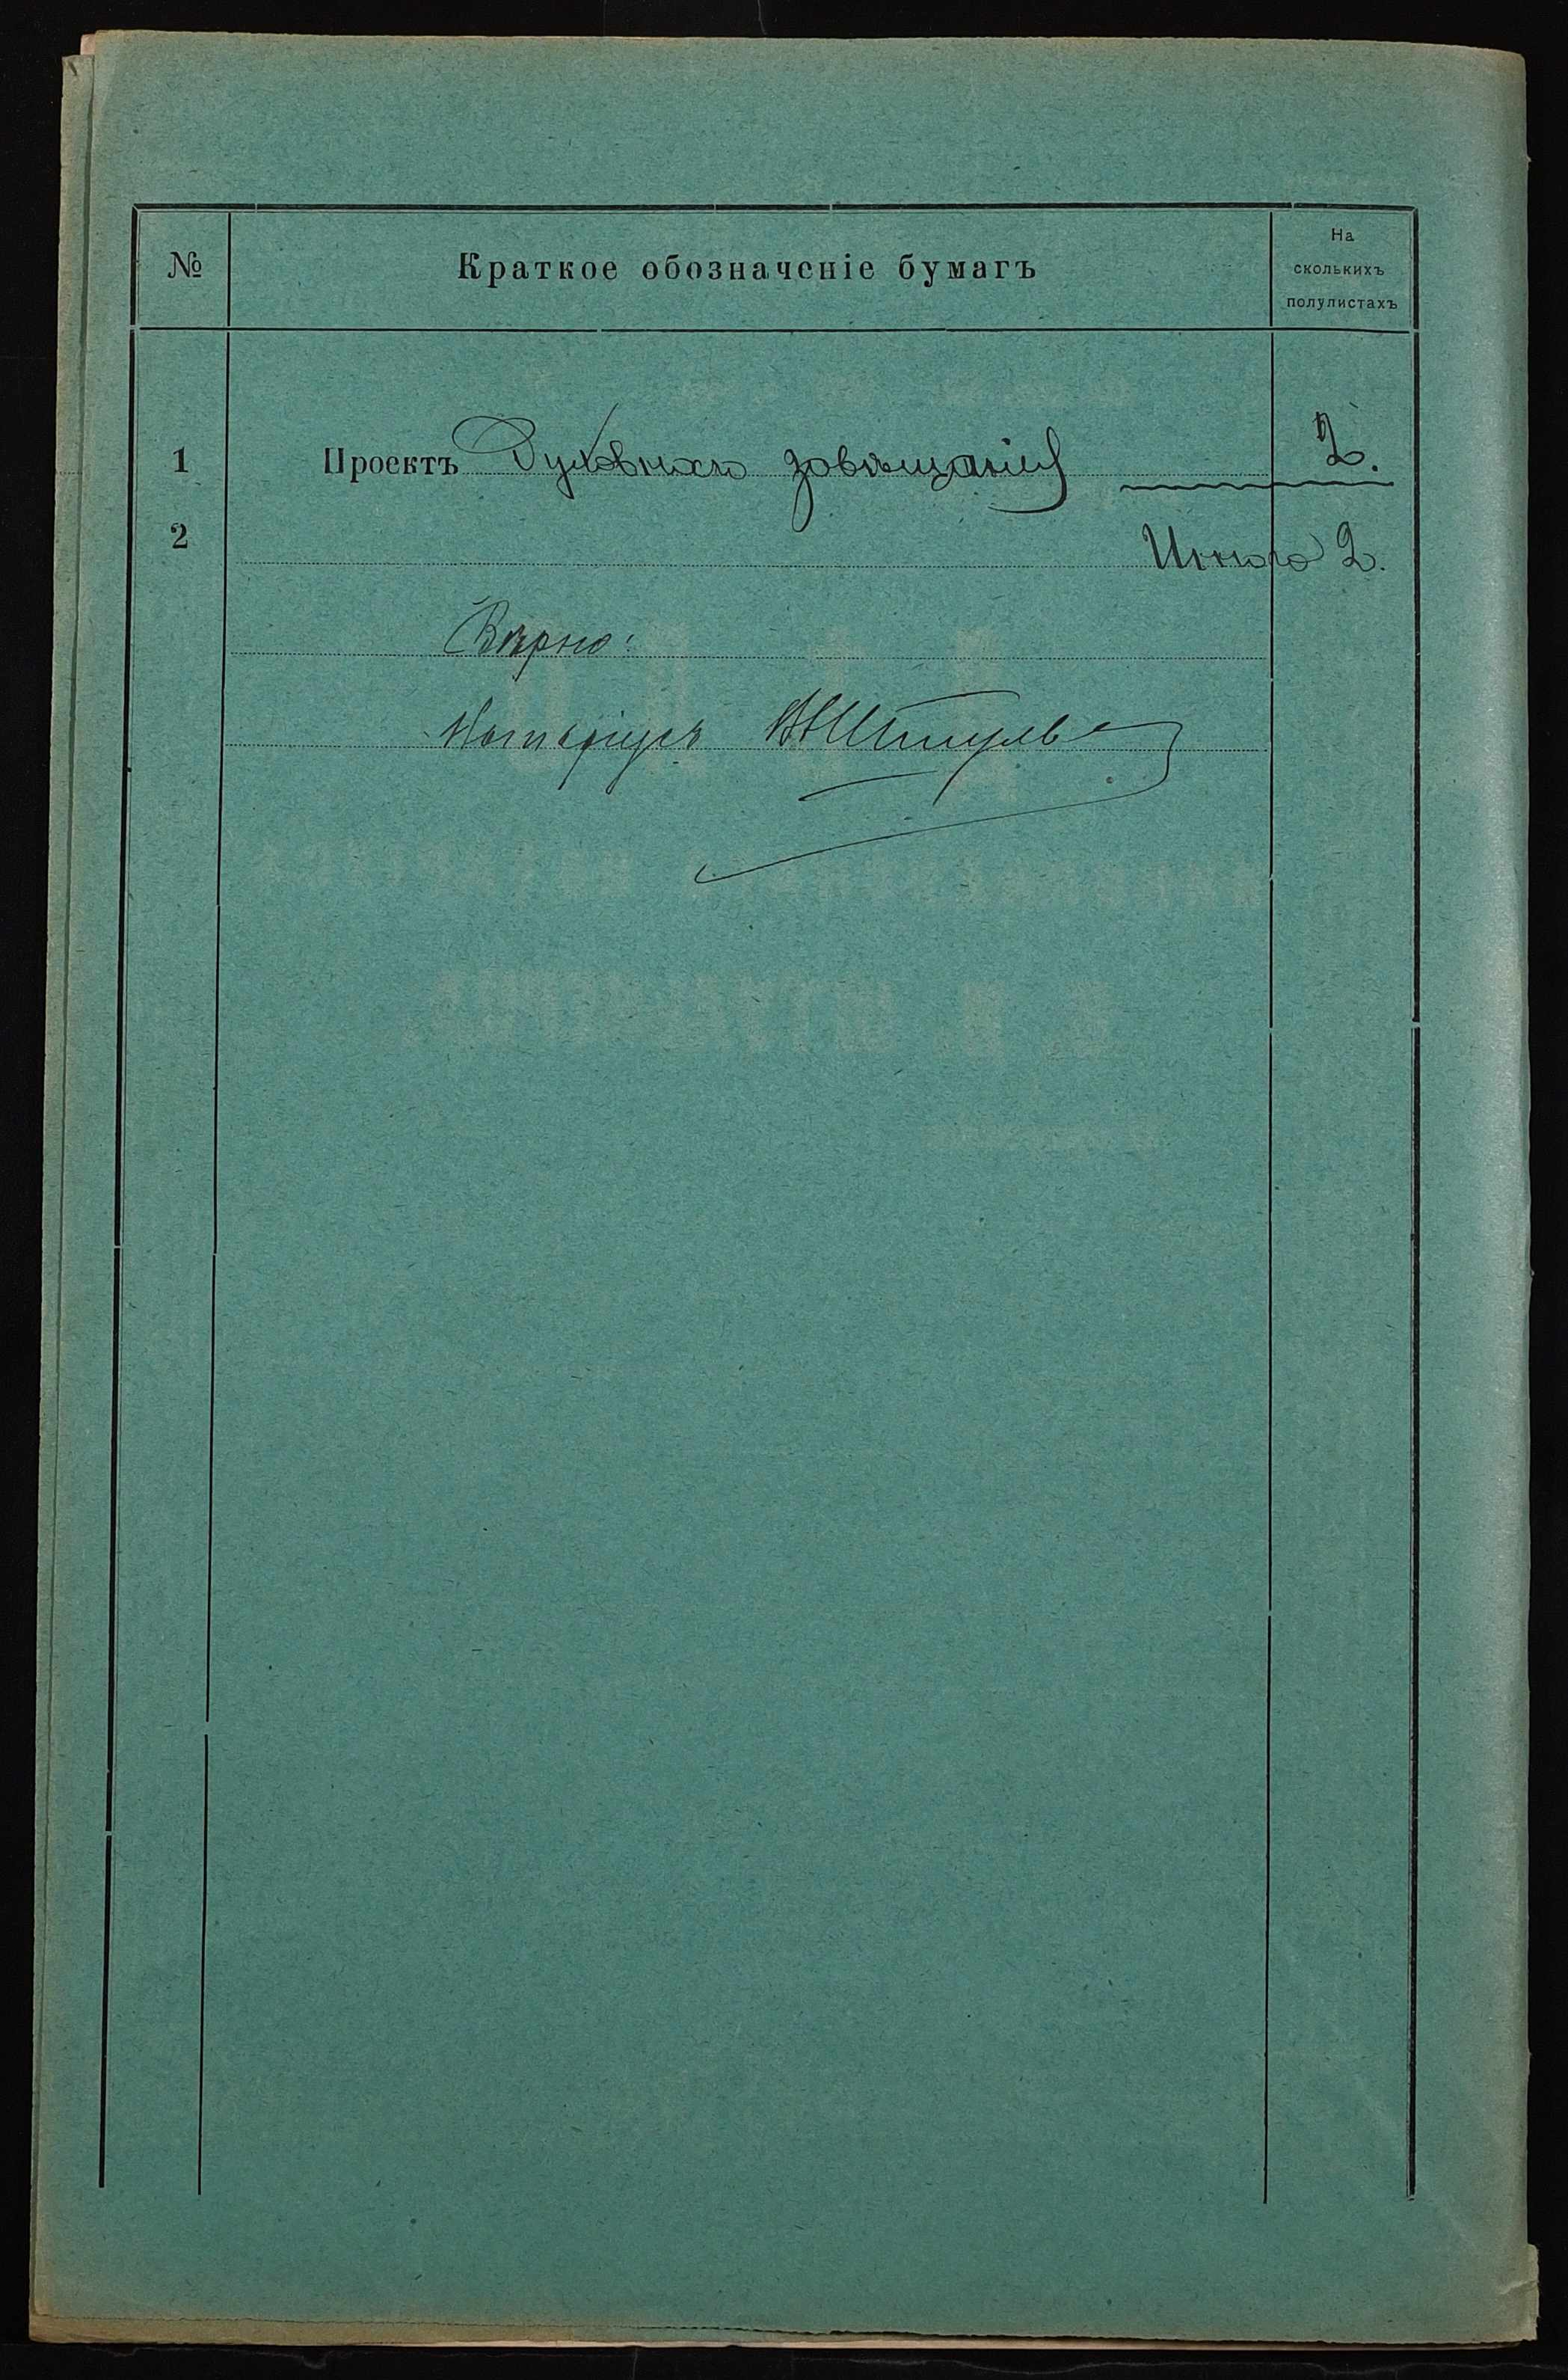 № Краткое обозначеніе бумагъ На
сколькихъ
полулистахъ
1 Проектъ Духовнаго завѣщанія 2.
2 Итого 2.
Вѣрно:
Нотаріусъ